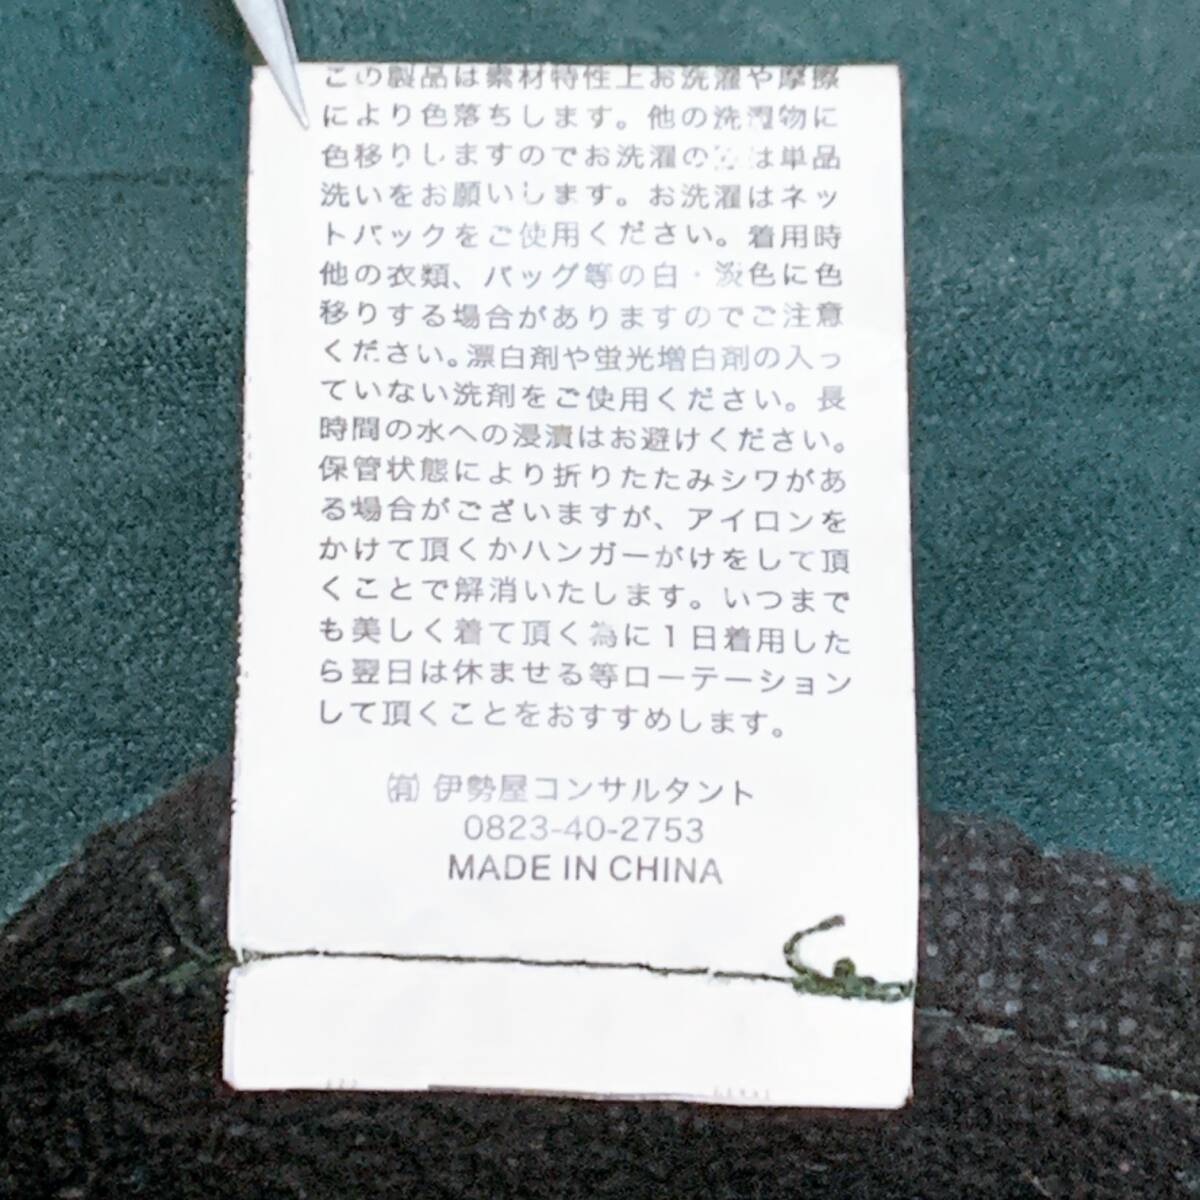 この製品は素材特性上お洗濯や摩擦
により色落ちします。他の洗濯物に
色移りしますのでお洗濯の は単品
洗いをお願いします。お洗濯はネッ
トパックをご使用ください。着用時
他の衣類、バッグ等の白・淡色に色
移りする場合がありますのでご注意
ください。漂白剤や蛍光増白剤の入っ
ていない洗剤をご使用ください。長
時間の水への浸漬はお避けください。
保管状態により折りたたみシワがあ
る場合がございますが、アイロンを
かけて頂くかハンガーがけをして頂
くことで解消いたします。いつまで
も美しく着て頂く為に1日着用した
ら翌日は休ませる等ローテーション
して頂くことをおすすめします。
㈲ 伊勢屋コンサルタント
0823-40-2753
MADE IN CHINA